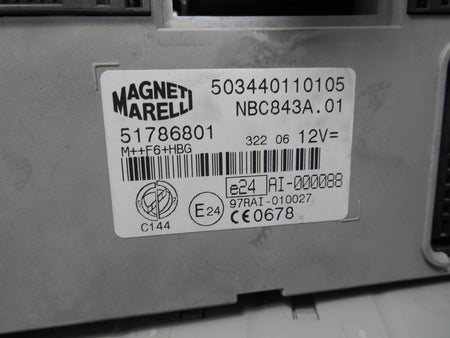 MAGNETI MARELLI
503440110105
NBC843A.01
51786801
M++F6+HBG
322 06 12V=
e24 AI-000088
E24
97RAI-010027
CE0678
C144